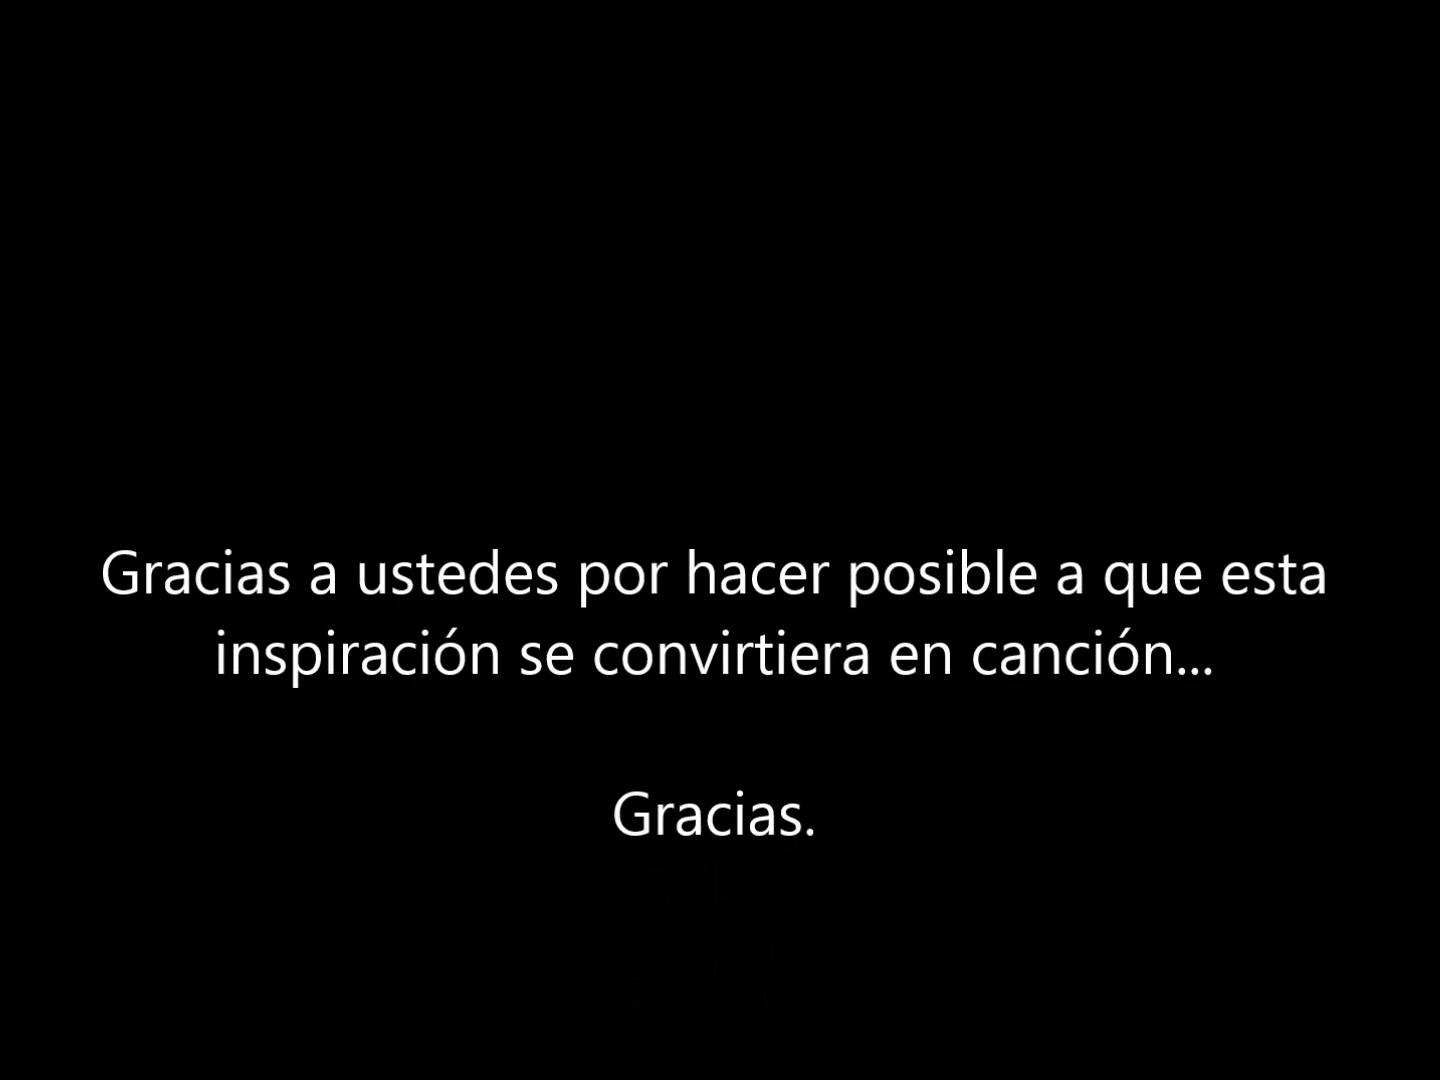 Gracias a ustedes por hacer posible a que esta
inspiración se convirtiera en canción...
Gracias.